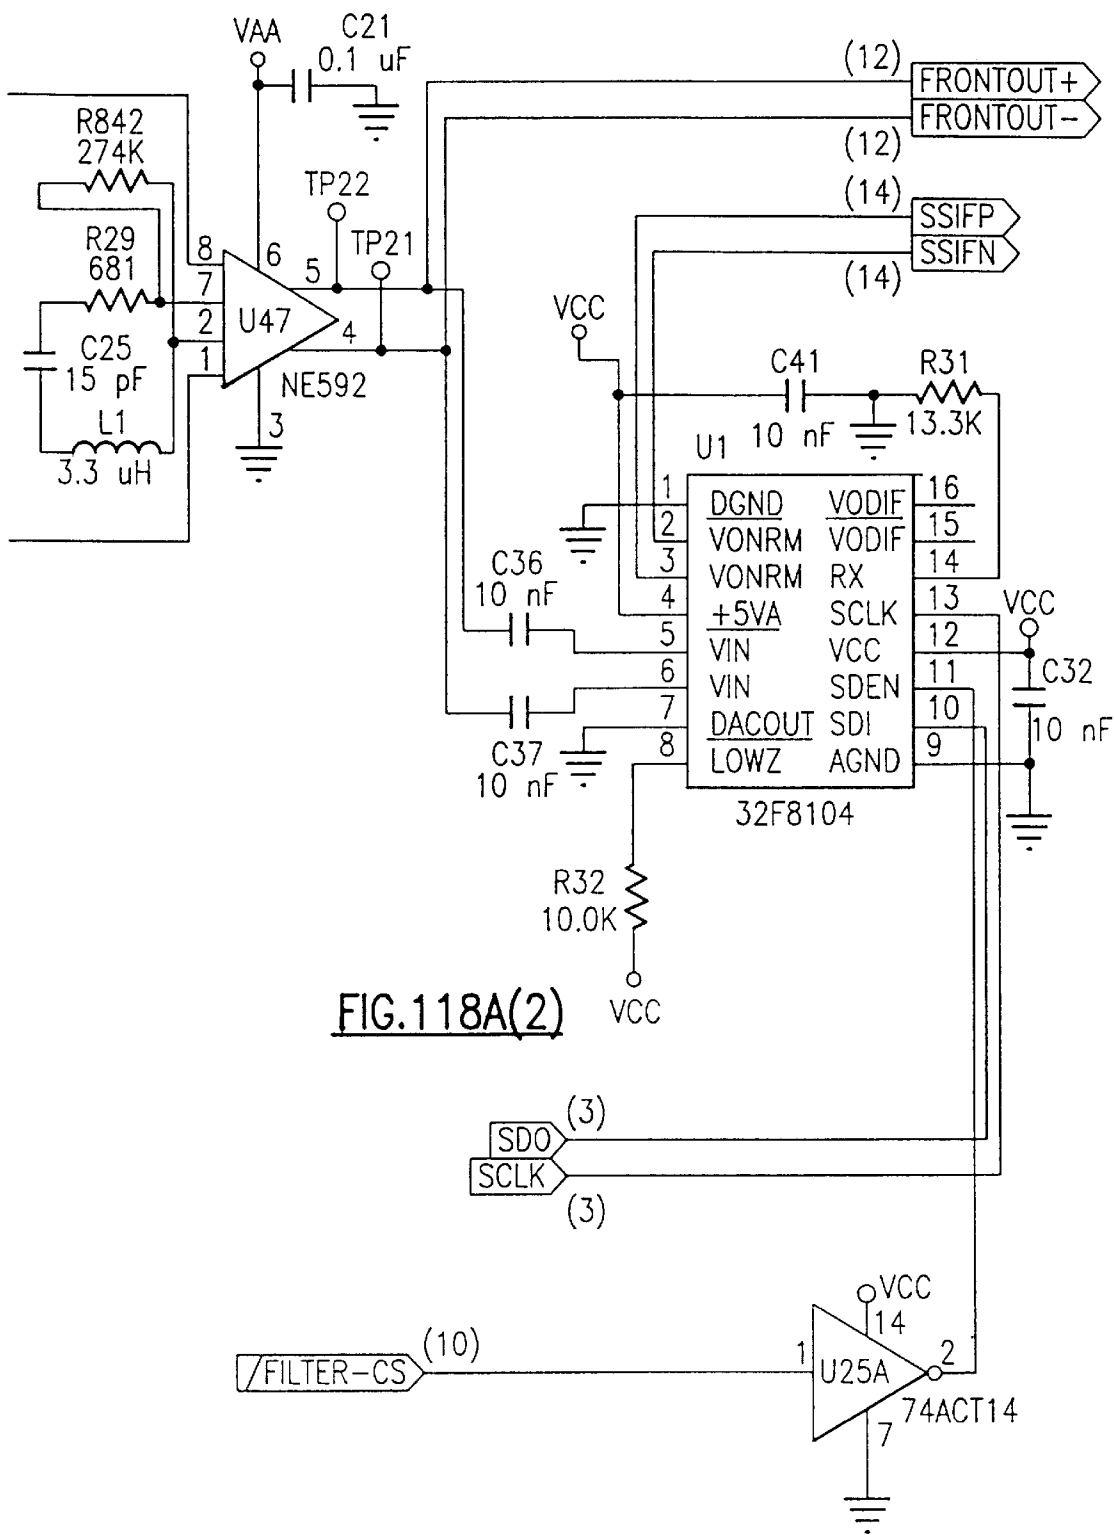 VAA
C21
0.1 uF
(12)
FRONTOUT+
FRONTOUT-
(12)
R842
274K
TP22
(14)
SSIFP
SSIFN
(14)
TP21
R29
681
8
7
2
1
6
5
4
3
U47
NE592
C25
15 pF
L1
3.3 uH
VCC
C41
10 nF
R31
13.3K
U1
1
2
3
4
5
6
7
8
DGND
VONRM
VONRM
+5VA
VIN
VIN
DACOUT
LOWZ
VODIF
VODIF
RX
SCLK
VCC
SDEN
SDI
AGND
16
15
14
13
12
11
10
9
32F8104
C36
10 nF
C37
10 nF
VCC
C32
10 nF
R32
10.0K
VCC
FIG.118A(2)
SDO
(3)
SCLK
(3)
VCC
14
/FILTER-CS
(10)
1
U25A
2
74ACT14
7